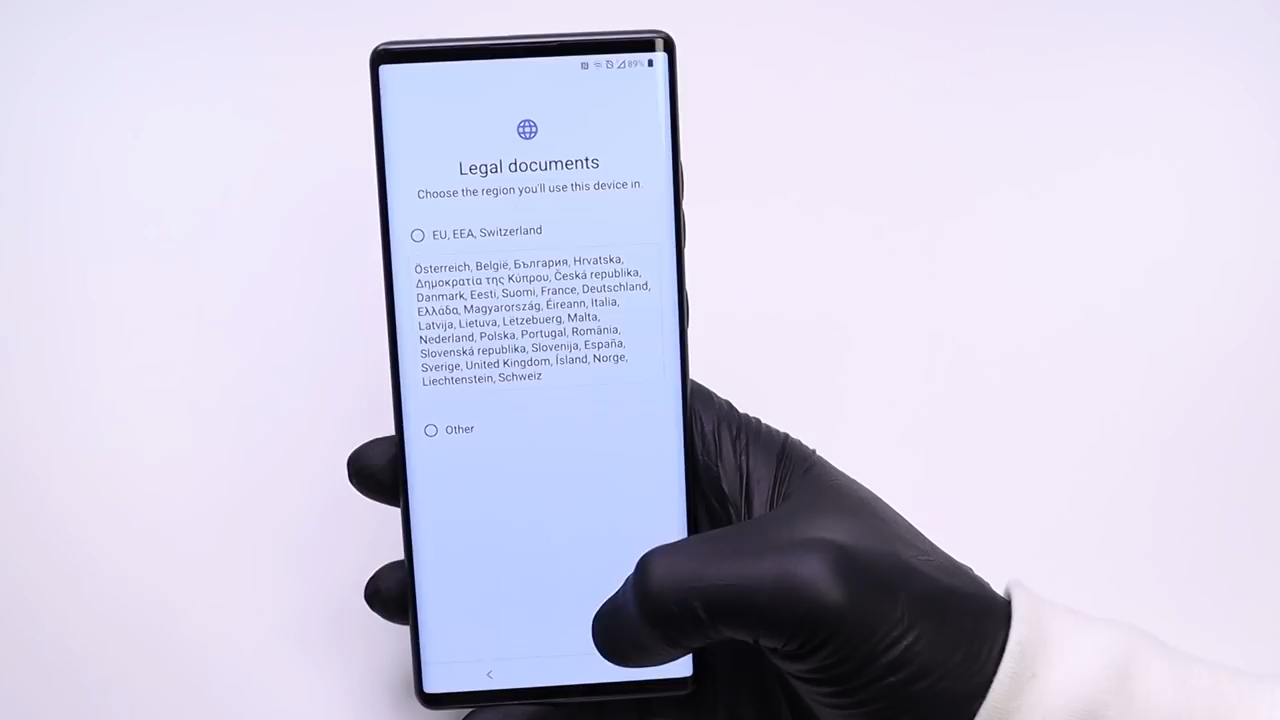 89%
Legal documents
Choose the region you'll use this device in.
EU, EEA, Switzerland
Österreich, België, България, Hrvatska,
Δημοκρατία της Κύπρου, Česká republika,
Danmark, Eesti, Suomi, France, Deutschland,
Ελλάδα, Magyarország, Éireann, Italia,
Latvija, Lietuva, Lëtzebuerg, Malta,
Nederland, Polska, Portugal, România,
Slovenská republika, Slovenija, España,
Sverige, United Kingdom, Ísland, Norge,
Liechtenstein, Schweiz
Other